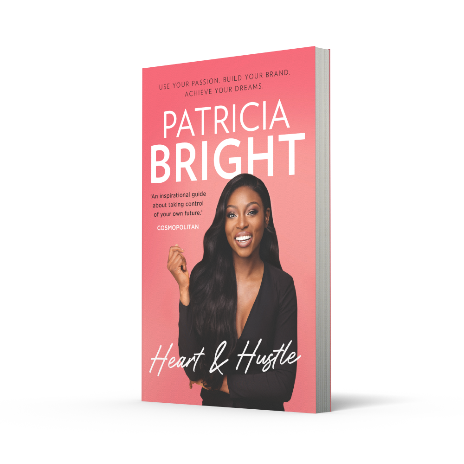 USE YOUR PASSION. BUILD YOUR BRAND.
ACHIEVE YOUR DREAMS
PATRICIA
BRIGHT
'An inspirational guide
about taking control
of your own future.'
COSMOPOLITAN
Heart & Hustle